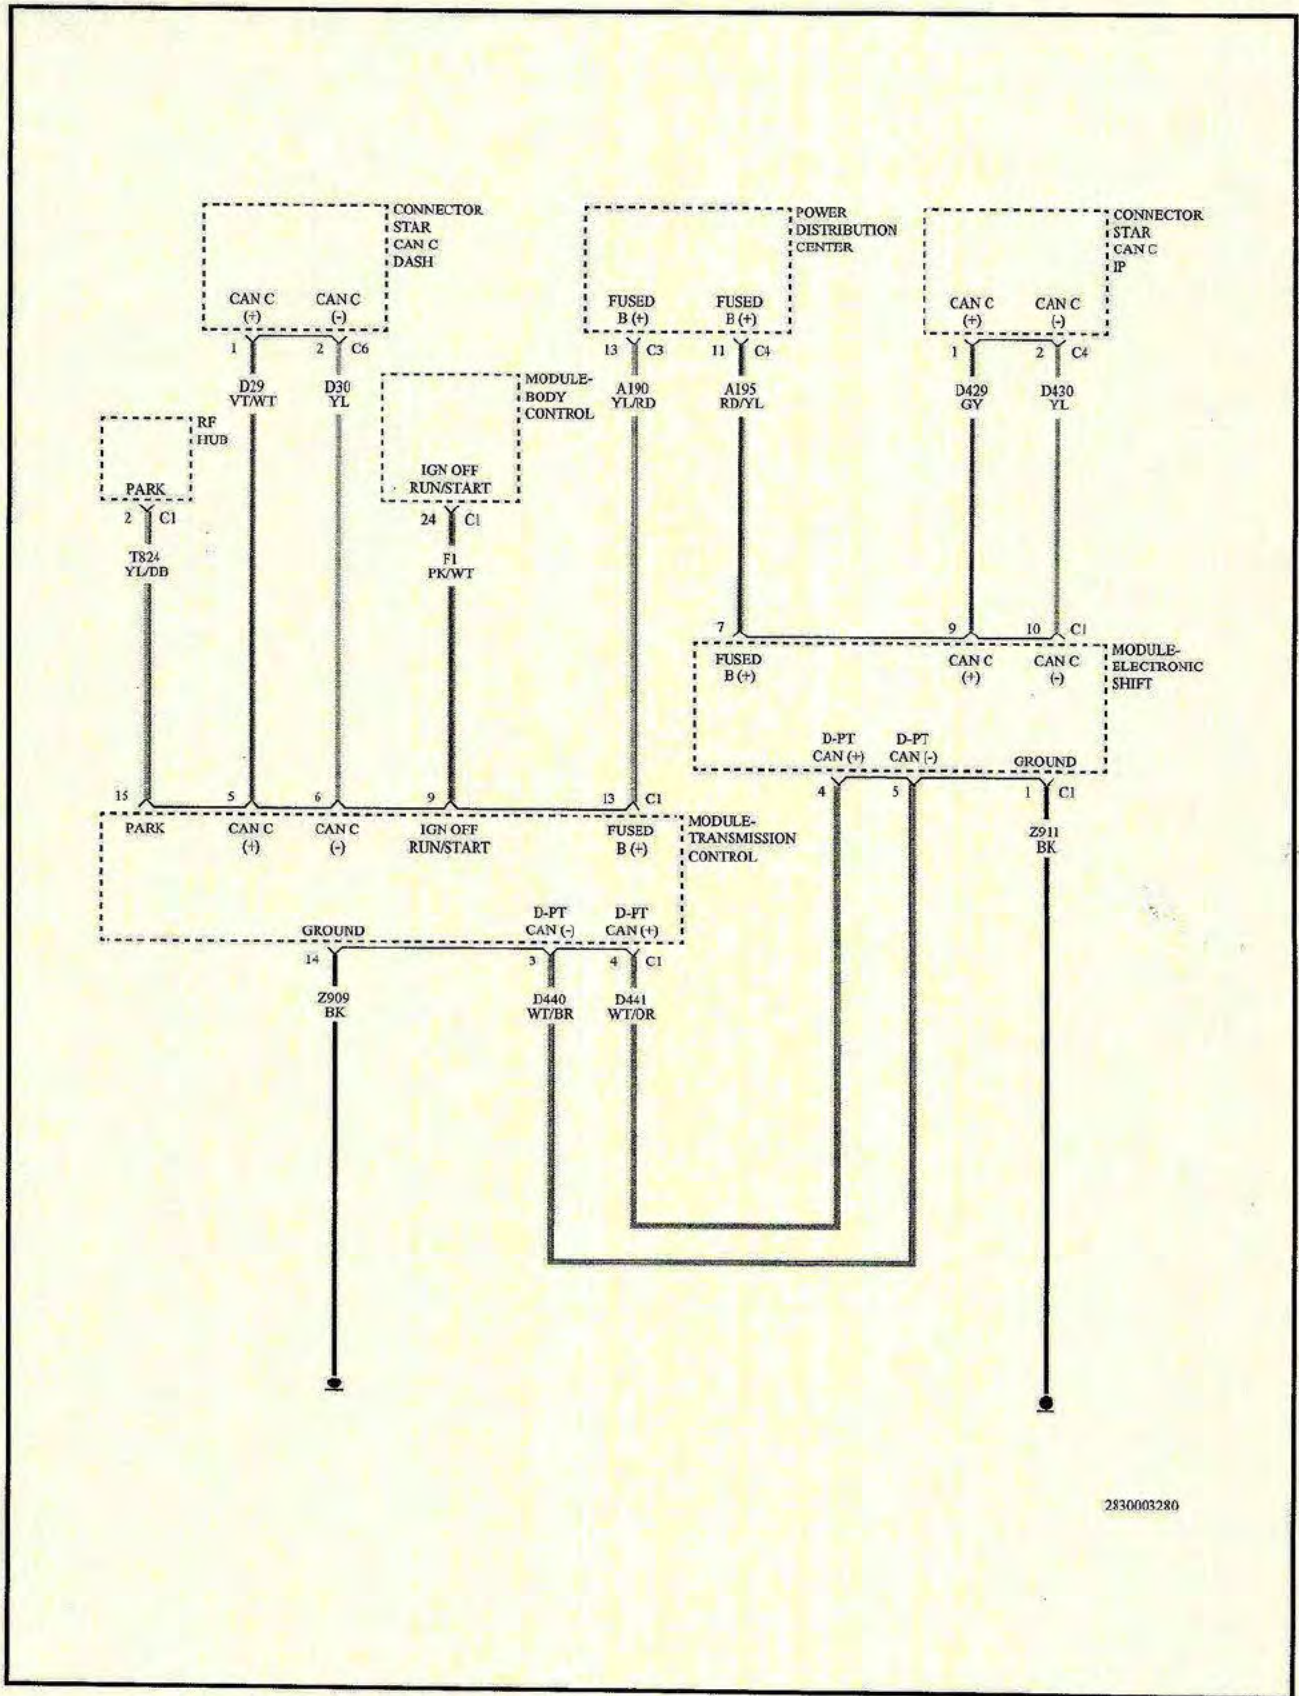 CONNECTOR
STAR
CAN C
DASH
CAN C
(+)
CAN C
(-)
1
2
C6
D29
VT/WT
D30
YL
POWER
DISTRIBUTION
CENTER
FUSED
B (+)
FUSED
B (+)
13
C3
11
C4
A190
YL/RD
A195
RD/YL
CONNECTOR
STAR
CAN C
IP
CAN C
(+)
CAN C
(-)
1
2
C4
D429
GY
D430
YL
MODULE-
BODY
CONTROL
IGN OFF
RUN/START
24
C1
F1
PK/WT
RF
HUB
PARK
2
C1
T824
YL/DB
7
9
10
C1
FUSED
B (+)
CAN C
(+)
CAN C
(-)
MODULE-
ELECTRONIC
SHIFT
D-PT
CAN (+)
D-PT
CAN (-)
GROUND
4
5
1
C1
Z911
BK
15
5
6
9
13
C1
PARK
CAN C
(+)
CAN C
(-)
IGN OFF
RUN/START
FUSED
B (+)
MODULE-
TRANSMISSION
CONTROL
GROUND
D-PT
CAN (-)
D-PT
CAN (+)
14
3
4
C1
Z909
BK
D440
WT/BR
D441
WT/OR
2830003280